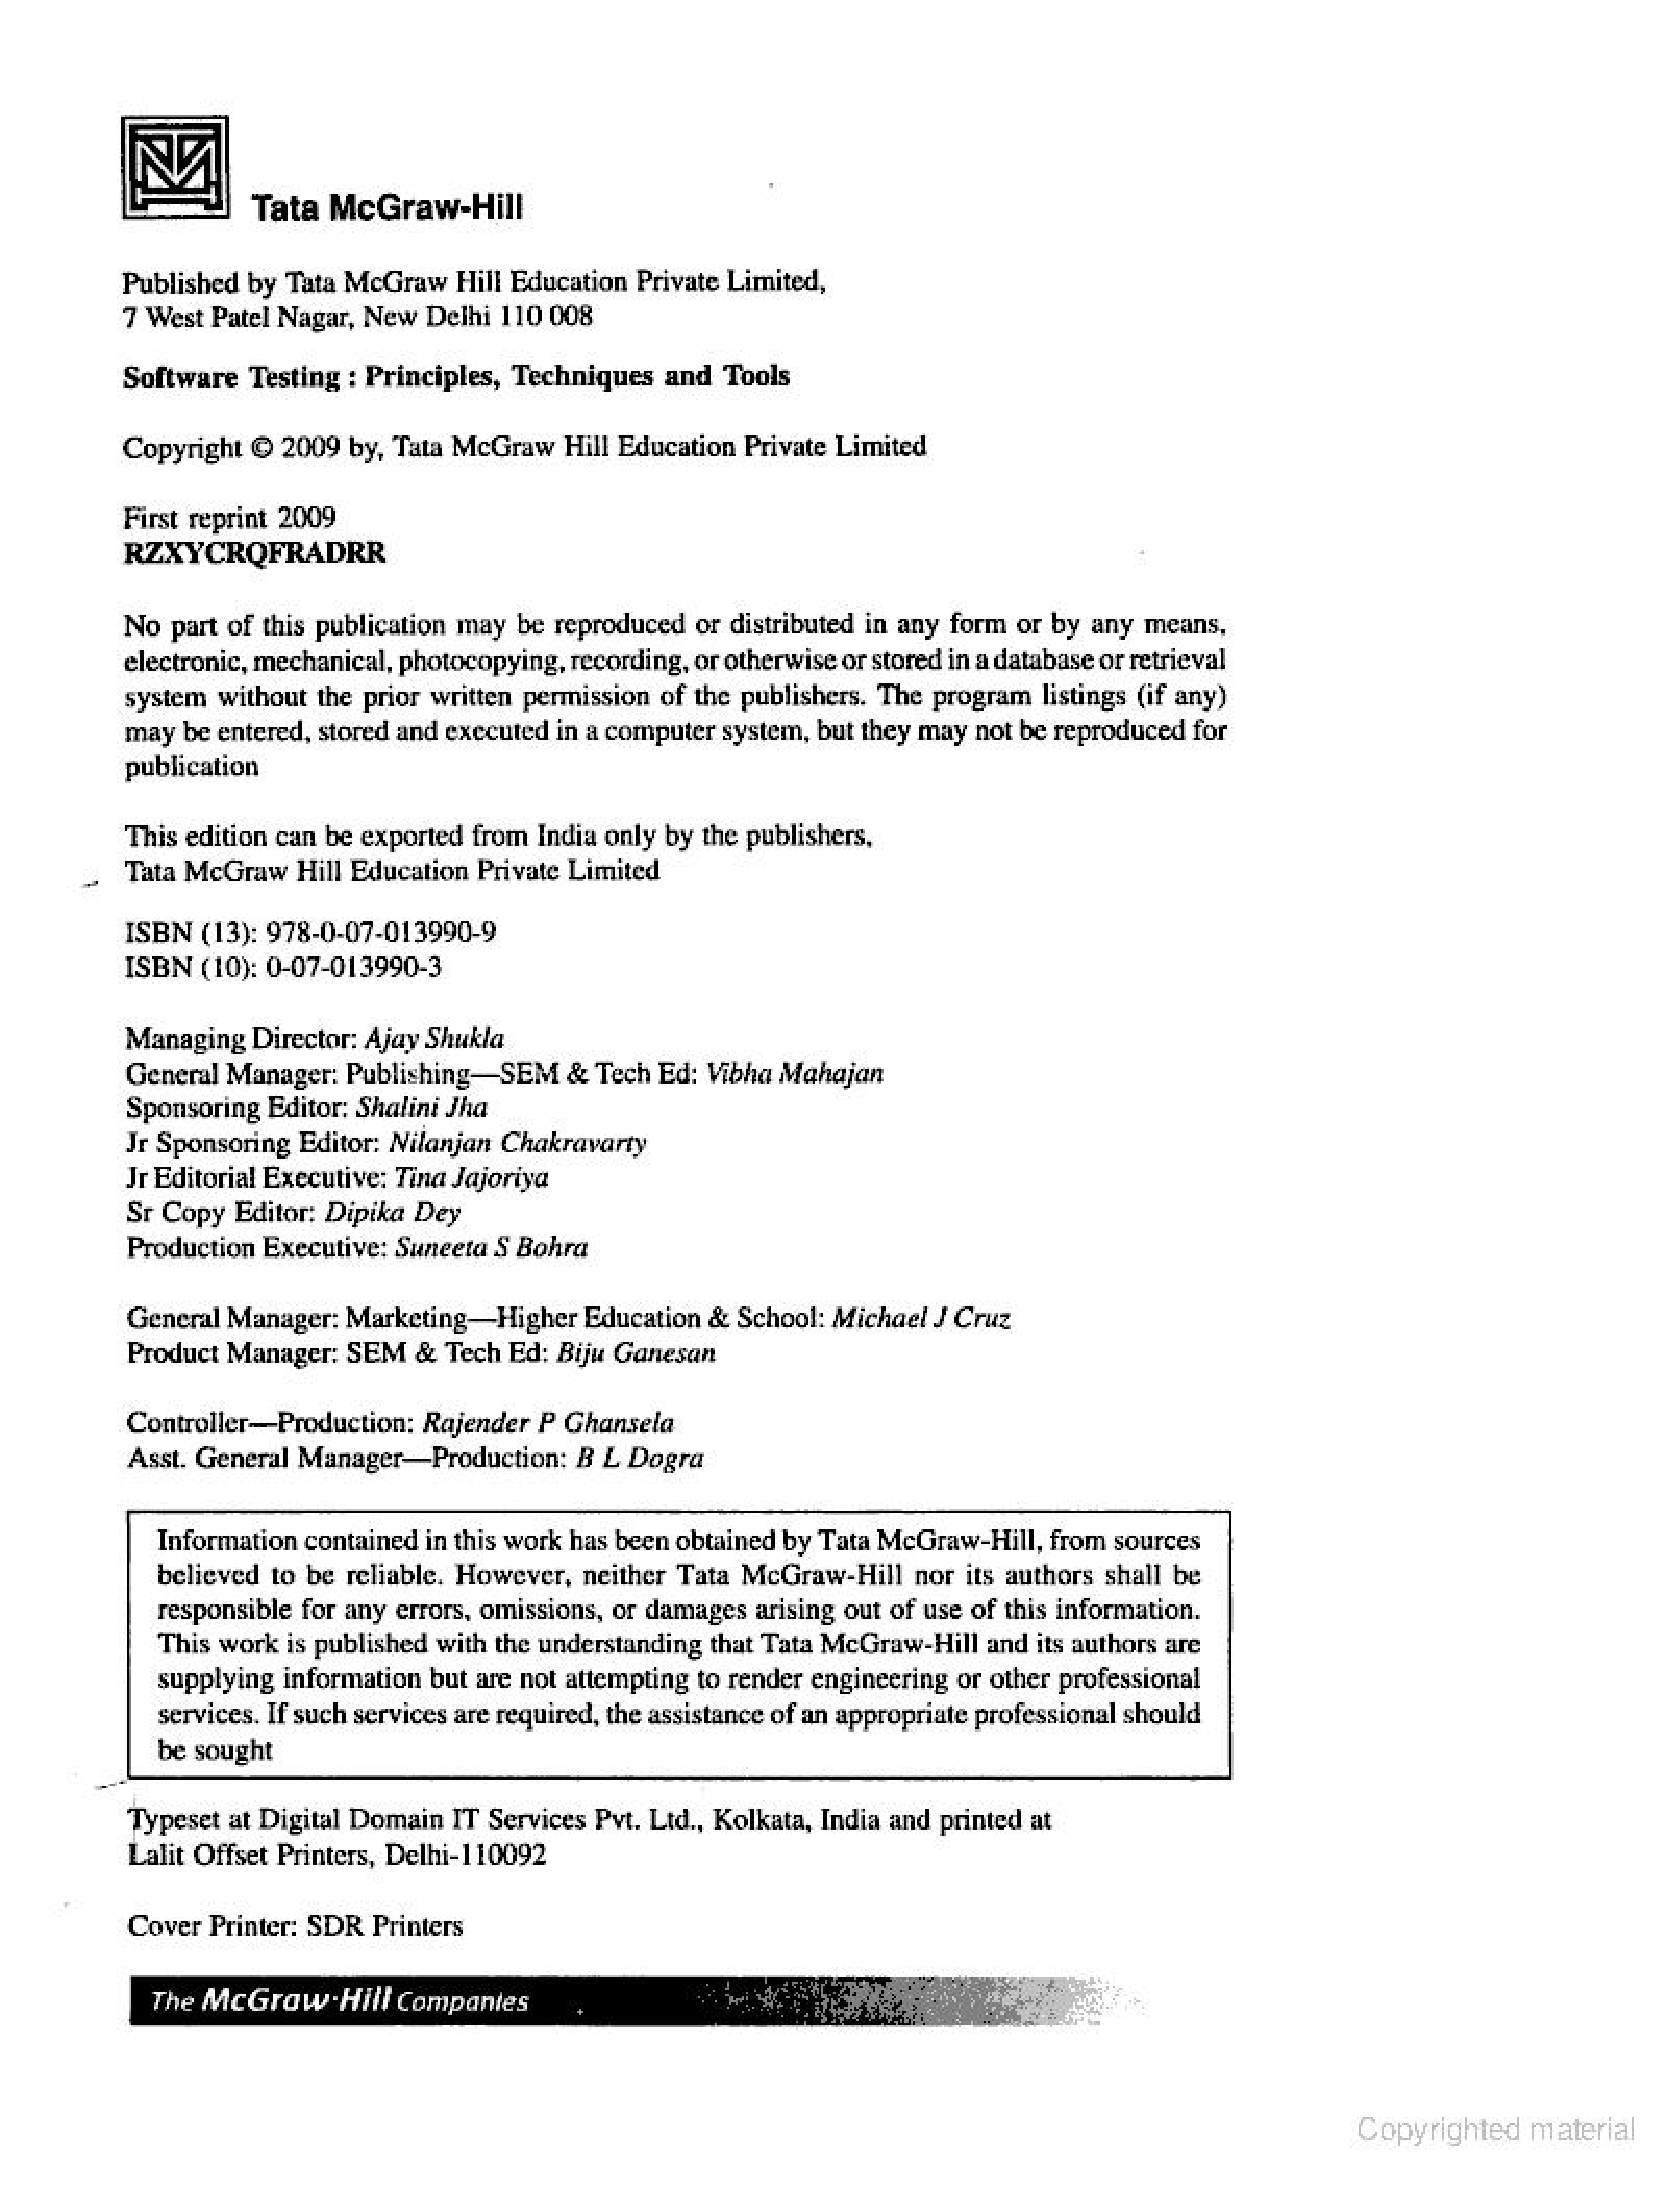 Tata McGraw-Hill
Published by Tata McGraw Hill Education Private Limited,
7 West Patel Nagar, New Delhi 110 008
Software Testing : Principles, Techniques and Tools
Copyright © 2009 by, Tata McGraw Hill Education Private Limited
First reprint 2009
RZXYCRQFRADRR
No part of this publication may be reproduced or distributed in any form or by any means,
electronic, mechanical, photocopying, recording, or otherwise or stored in a database or retrieval
system without the prior written permission of the publishers. The program listings (if any)
may be entered, stored and executed in a computer system, but they may not be reproduced for
publication
This edition can be exported from India only by the publishers,
Tata McGraw Hill Education Private Limited
ISBN (13): 978-0-07-013990-9
ISBN (10): 0-07-013990-3
Managing Director: Ajay Shukla
General Manager: Publishing—SEM & Tech Ed: Vibha Mahajan
Sponsoring Editor: Shalini Jha
Jr Sponsoring Editor: Nilanjan Chakravarty
Jr Editorial Executive: Tina Jajoriya
Sr Copy Editor: Dipika Dey
Production Executive: Suneeta S Bohra
General Manager: Marketing—Higher Education & School: Michael J Cruz
Product Manager: SEM & Tech Ed: Biju Ganesan
Controller—Production: Rajender P Ghansela
Asst. General Manager—Production: B L Dogra
Information contained in this work has been obtained by Tata McGraw-Hill, from sources
believed to be reliable. However, neither Tata McGraw-Hill nor its authors shall be
responsible for any errors, omissions, or damages arising out of use of this information.
This work is published with the understanding that Tata McGraw-Hill and its authors are
supplying information but are not attempting to render engineering or other professional
services. If such services are required, the assistance of an appropriate professional should
be sought
Typeset at Digital Domain IT Services Pvt. Ltd., Kolkata, India and printed at
Lalit Offset Printers, Delhi-110092
Cover Printer: SDR Printers
The McGraw·Hill Companies
Copyrighted material